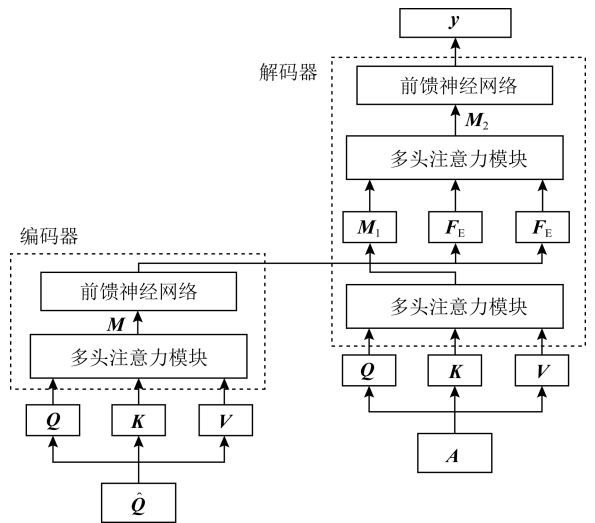 y
解码器
前馈神经网络
M₂
多头注意力模块
M₁ F_E F_E
编码器
前馈神经网络
多头注意力模块
M
多头注意力模块
Q K V
Q K V
A
Q̂